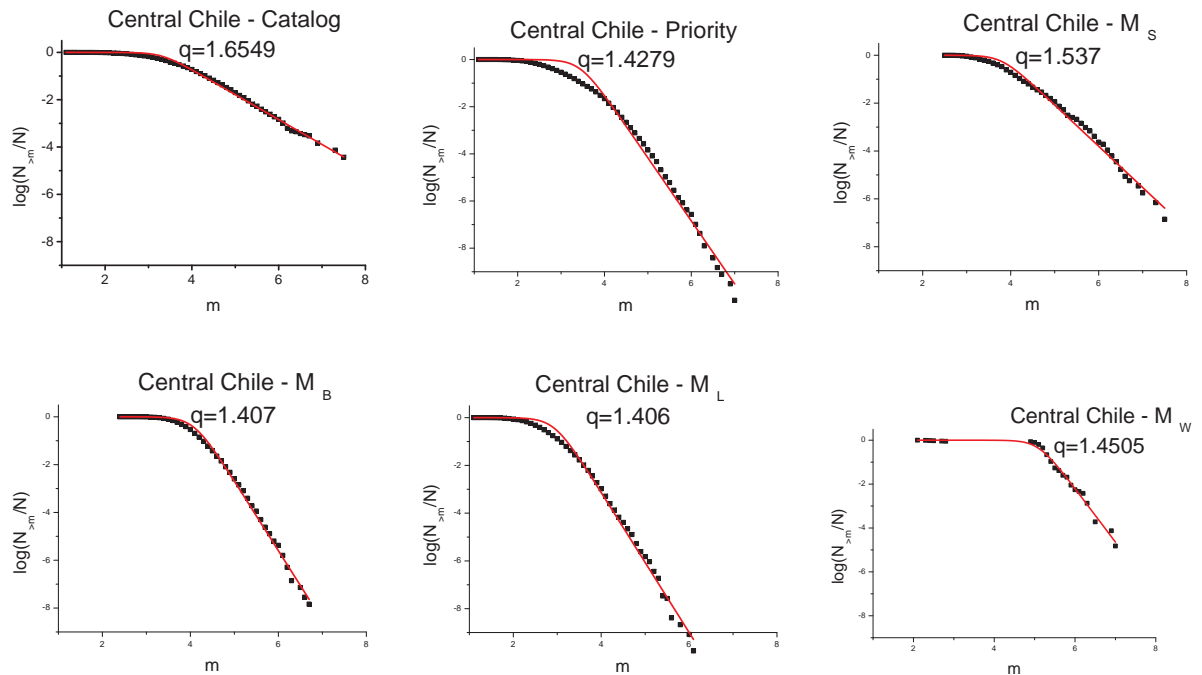 Central Chile - Catalog
q=1.6549
0
-2
-4
-6
-8
log(N>m/N)
2
4
6
8
m
Central Chile - Priority
q=1.4279
0
-2
-4
-6
-8
log(N>m/N)
2
4
6
8
m
Central Chile - M S
q=1.537
0
-2
-4
-6
-8
log(N>m/N)
2
4
6
8
m
Central Chile - M B
q=1.407
0
-2
-4
-6
-8
log(N>m/N)
2
4
6
8
m
Central Chile - M L
q=1.406
0
-2
-4
-6
-8
log(N>m/N)
2
4
6
8
m
Central Chile - M W
q=1.4505
0
-2
-4
-6
-8
log(N>m/N)
2
4
6
8
m